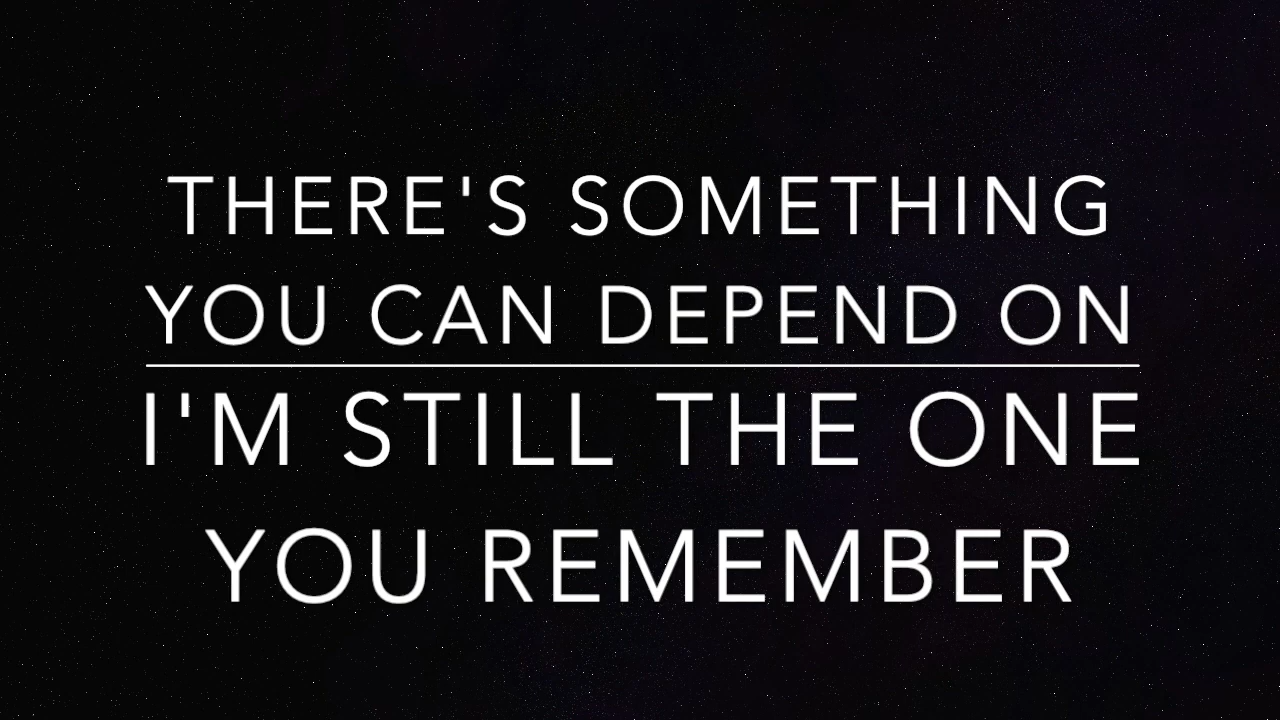 THERE'S SOMETHING
YOU CAN DEPEND ON
I'M STILL THE ONE
YOU REMEMBER